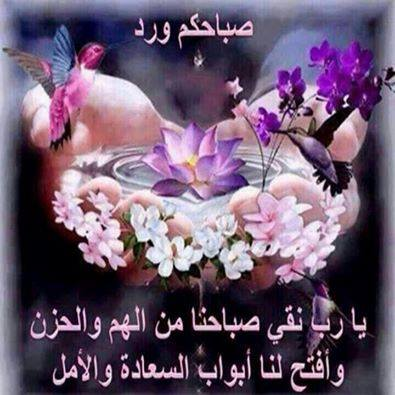 صباحكم ورد
يا رب نقي صباحنا من الهم والحزن
وأفتح لنا أبواب السعادة والأمل